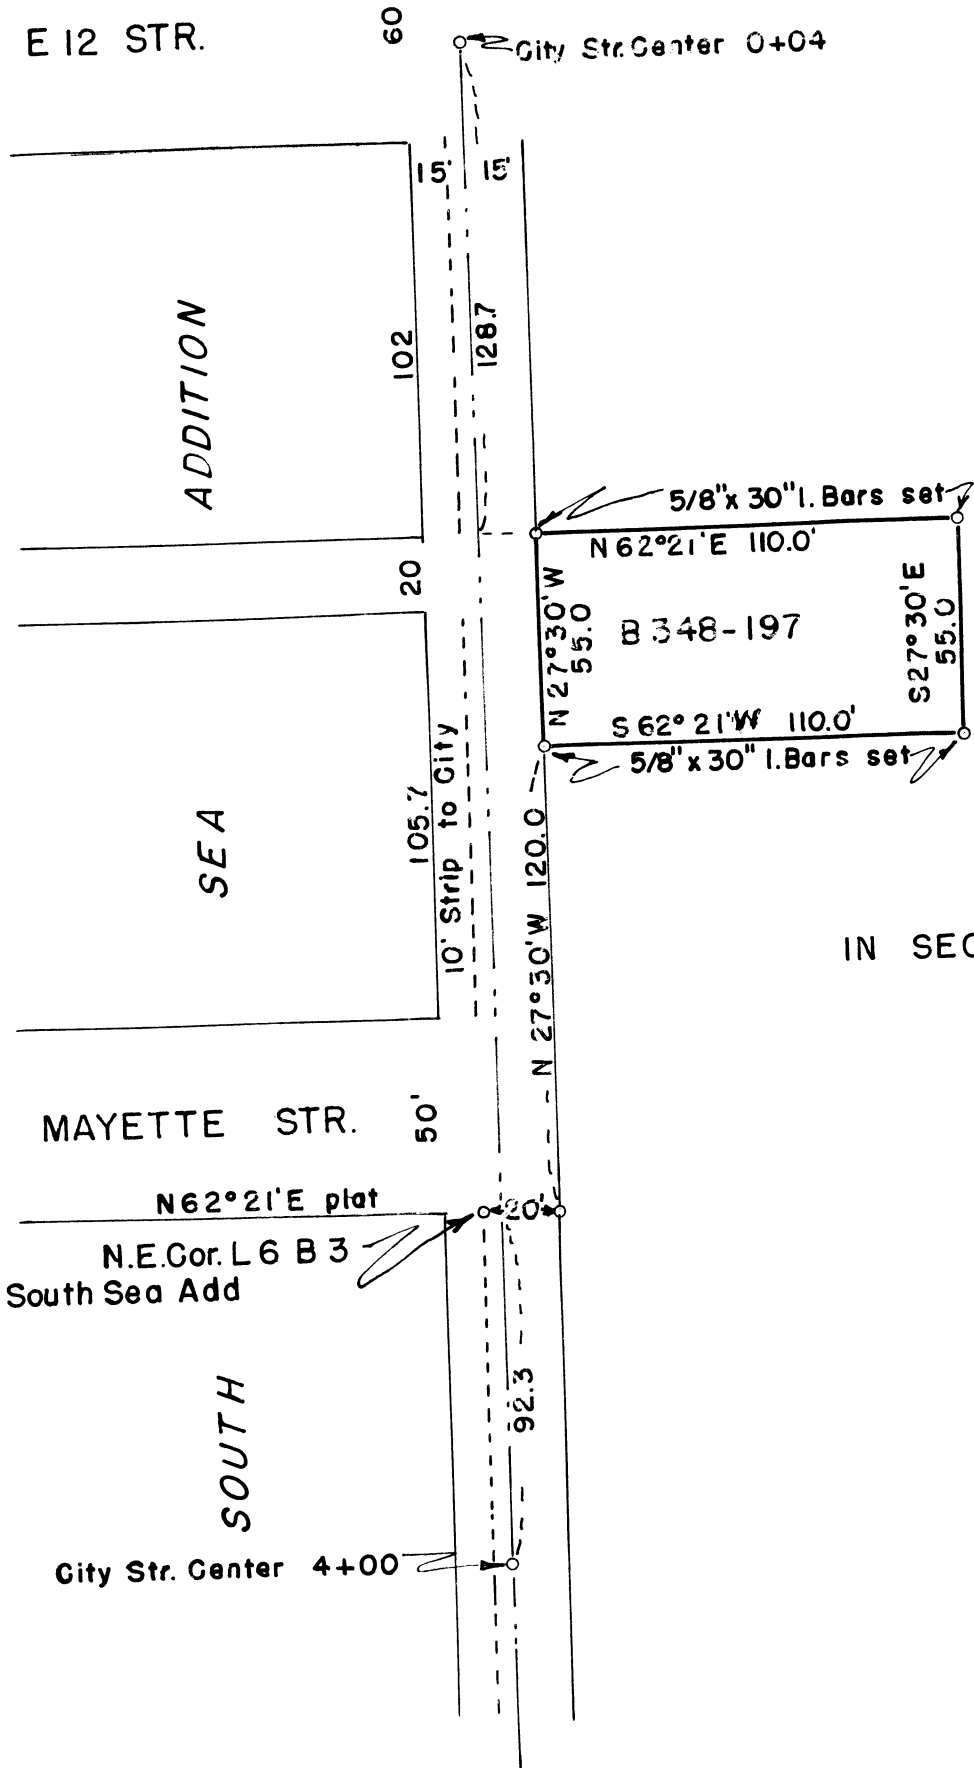 E 12 STR.
60
City Str. Center 0+04
15'
15'
ADDITION
102
128.7
5/8"x 30" I. Bars set
N 62°21'E 110.0'
20
N 27°30'W
55.0
B 348-197
S 27°30'E
55.0
S 62° 21'W 110.0'
5/8" x 30" I. Bars set
SEA
105.7
10' Strip to City
N 27°30'W 120.0
IN SEC
MAYETTE STR.
50'
N 62°21'E plat
20'
N.E.Cor. L 6 B 3
South Sea Add
SOUTH
92.3
City Str. Center 4+00